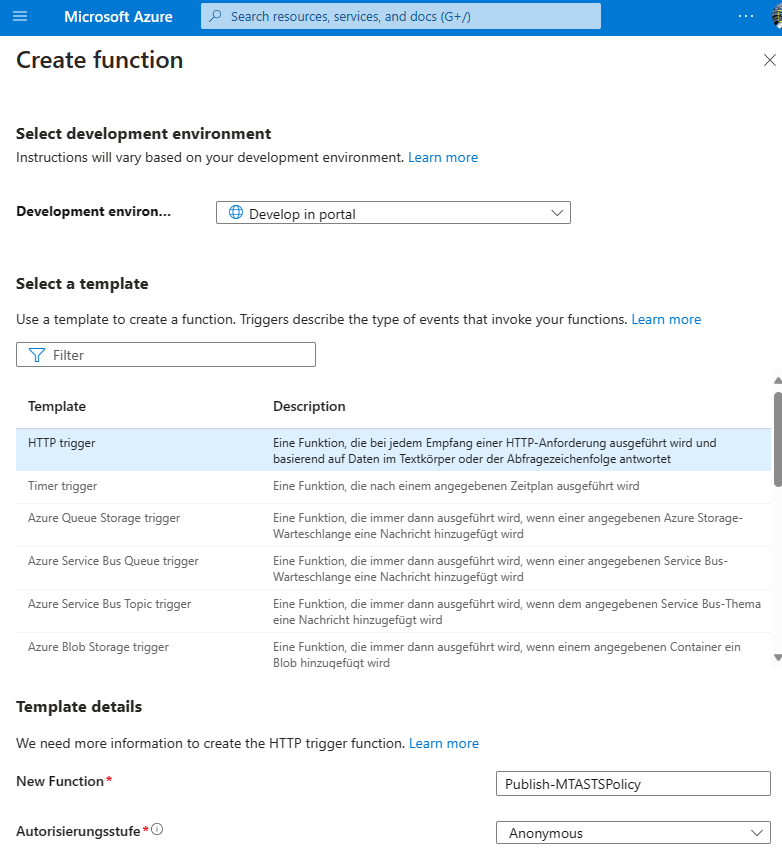 Microsoft Azure
Search resources, services, and docs (G+/)
Create function
Select development environment
Instructions will vary based on your development environment. Learn more
Development environ...
Develop in portal
Select a template
Use a template to create a function. Triggers describe the type of events that invoke your functions. Learn more
Filter
Template Description
HTTP trigger Eine Funktion, die bei jedem Empfang einer HTTP-Anforderung ausgeführt wird und
basierend auf Daten im Textkörper oder der Abfragezeichenfolge antwortet
Timer trigger Eine Funktion, die nach einem angegebenen Zeitplan ausgeführt wird
Azure Queue Storage trigger Eine Funktion, die immer dann ausgeführt wird, wenn einer angegebenen Azure Storage-
Warteschlange eine Nachricht hinzugefügt wird
Azure Service Bus Queue trigger Eine Funktion, die immer dann ausgeführt wird, wenn einer angegebenen Service Bus-
Warteschlange eine Nachricht hinzugefügt wird
Azure Service Bus Topic trigger Eine Funktion, die immer dann ausgeführt wird, wenn dem angegebenen Service Bus-Thema
eine Nachricht hinzugefügt wird
Azure Blob Storage trigger Eine Funktion, die immer dann ausgeführt wird, wenn einem angegebenen Container ein
Blob hinzugefügt wird
Template details
We need more information to create the HTTP trigger function. Learn more
New Function* Publish-MTASTSPolicy
Autorisierungsstufe* Anonymous